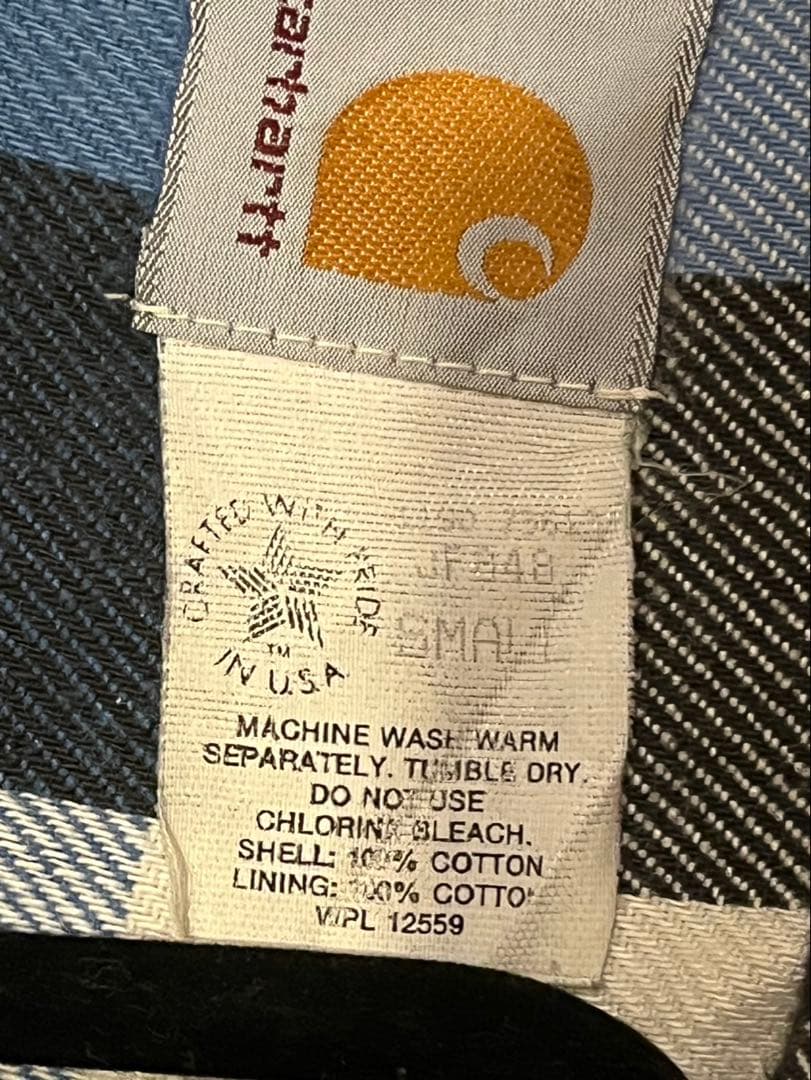 carhartt
CRAFTED WITH PRIDE
IN U.S.A
TM
SMALL
MACHINE WASH WARM
SEPARATELY. TUMBLE DRY.
DO NOT USE
CHLORINE BLEACH.
SHELL: 100% COTTON
LINING: 100% COTTON
WPL 12559